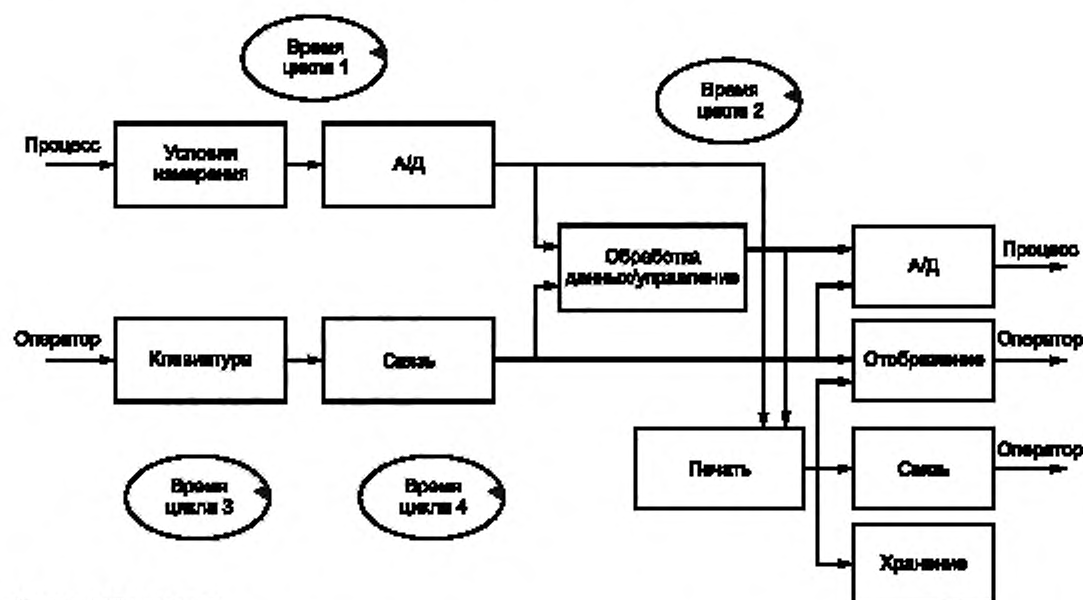 Время
цикла 1
Время
цикла 2
Процесс
Условия
измерения
А/Д
Обработка
данных/управление
А/Д
Процесс
Оператор
Клавиатура
Связь
Отображение
Оператор
Печать
Связь
Оператор
Время
цикла 3
Время
цикла 4
Хранение